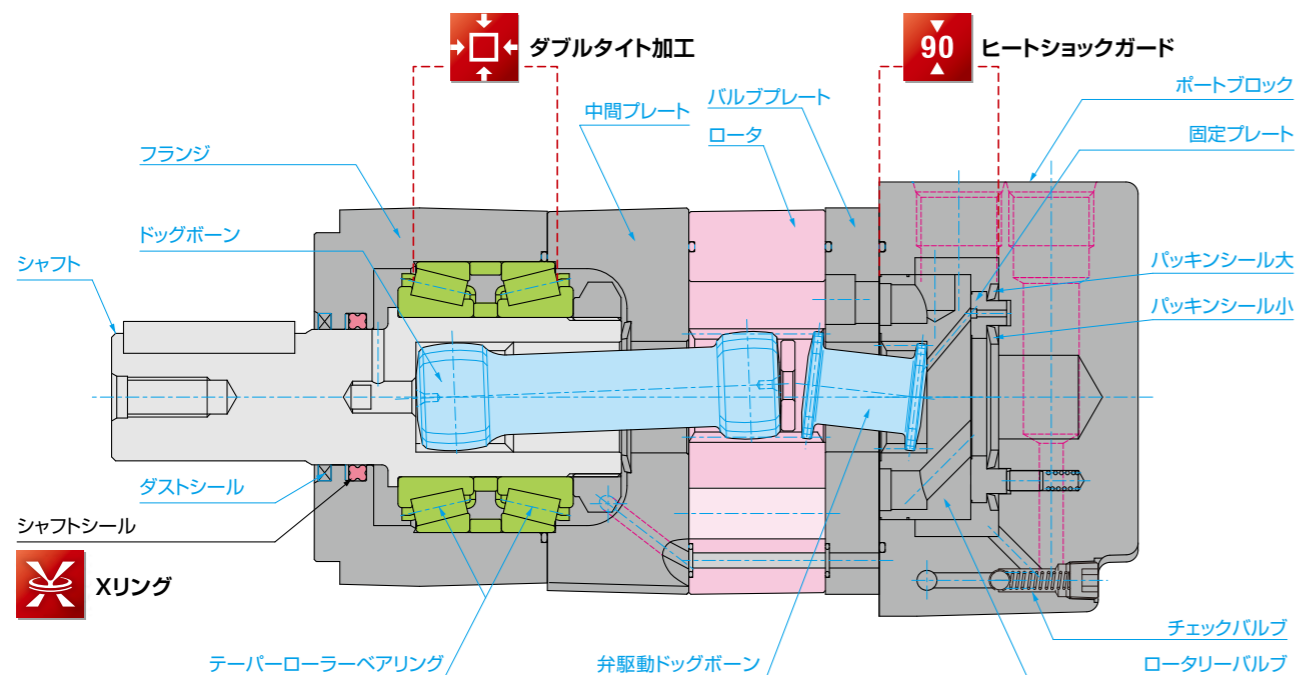 ダブルタイト加工
90
ヒートショックガード
ポートブロック
バルブプレート
中間プレート
固定プレート
ロータ
フランジ
ドッグボーン
シャフト
パッキンシール大
パッキンシール小
ダストシール
シャフトシール
Xリング
チェックバルブ
テーパーローラーベアリング
弁駆動ドッグボーン
ロータリーバルブ